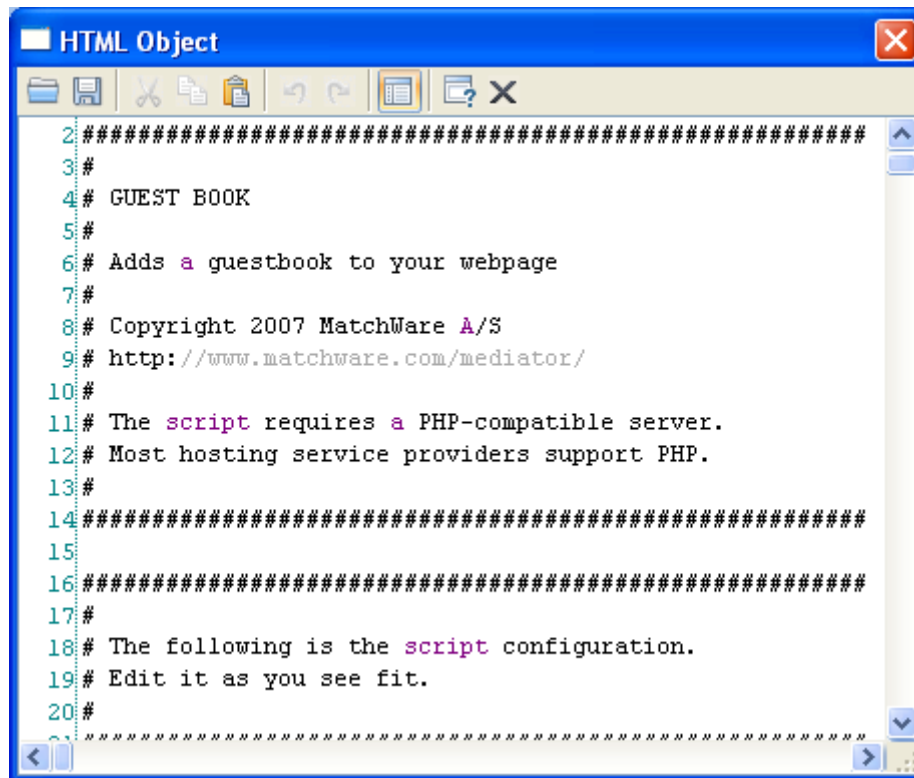 HTML Object
2########################################################
3#
4# GUEST BOOK
5#
6# Adds a guestbook to your webpage
7#
8# Copyright 2007 MatchWare A/S
9# http://www.matchware.com/mediator/
10#
11# The script requires a PHP-compatible server.
12# Most hosting service providers support PHP.
13#
14########################################################
15
16########################################################
17#
18# The following is the script configuration.
19# Edit it as you see fit.
20#